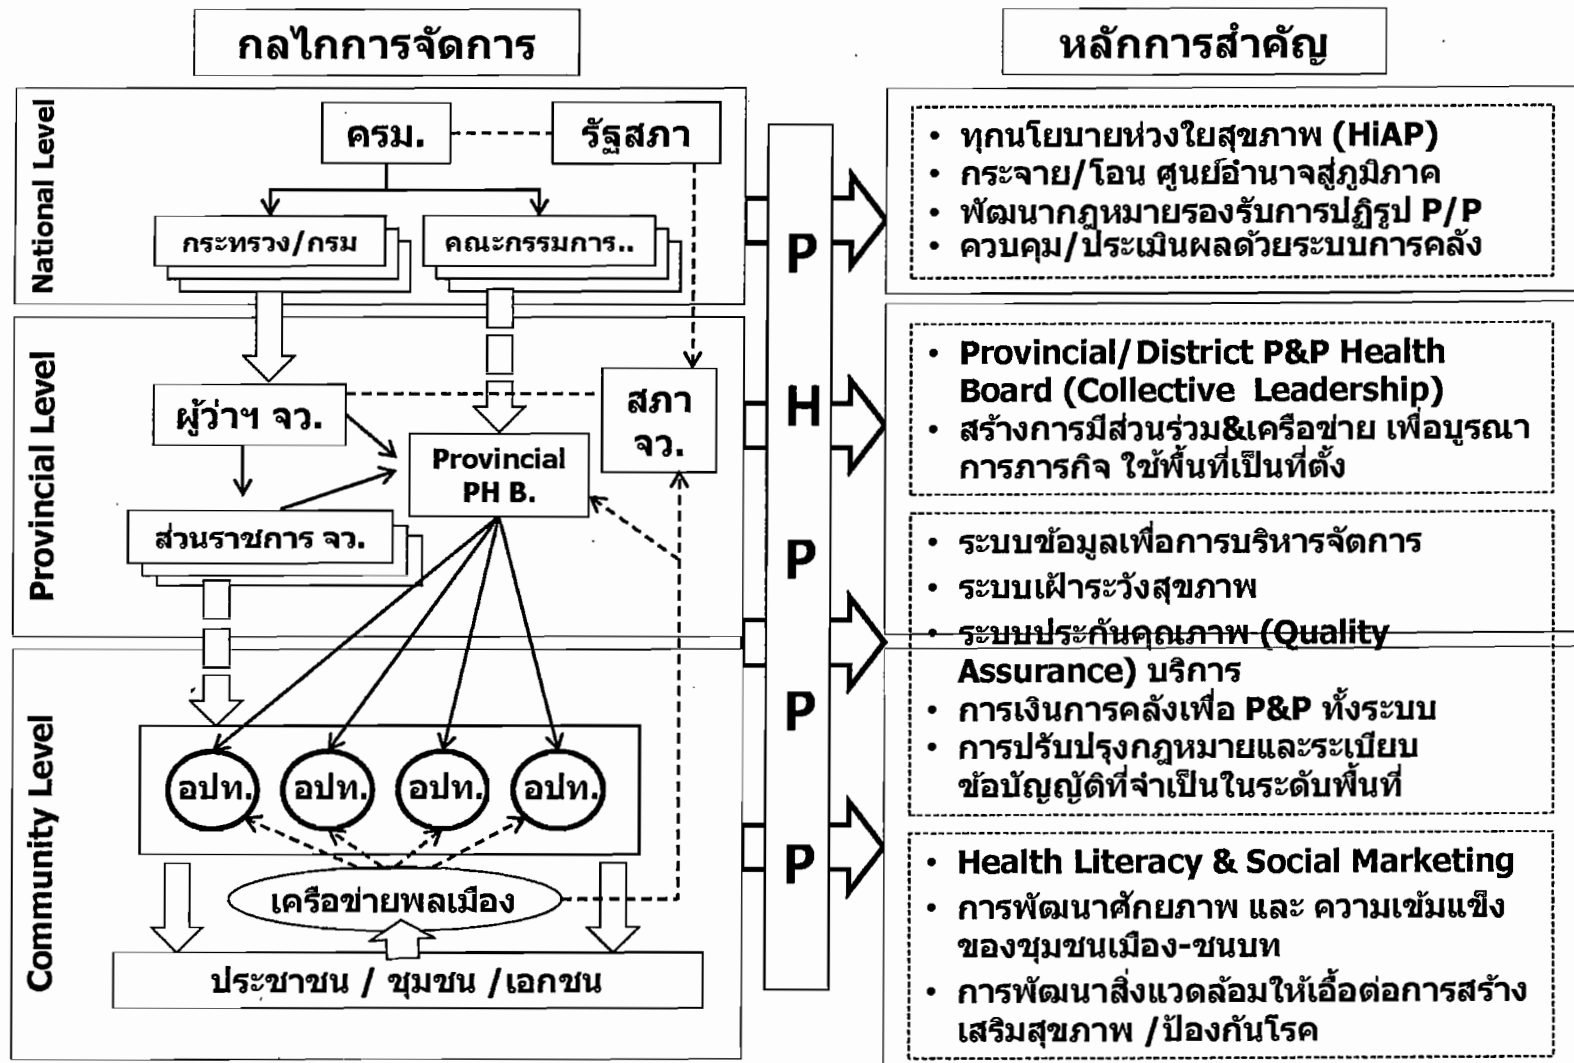 กลไกการจัดการ
หลักการสำคัญ
National Level
ครม.
รัฐสภา
กระทรวง/กรม
คณะกรรมการ..
Provincial Level
ผู้ว่าฯ จว.
สภา
จว.
Provincial
PH B.
ส่วนราชการ จว.
Community Level
อปท.
อปท.
อปท.
อปท.
เครือข่ายพลเมือง
ประชาชน / ชุมชน /เอกชน
P
H
P
P
P
• ทุกนโยบายห่วงใยสุขภาพ (HiAP)
• กระจาย/โอน ศูนย์อำนาจสู่ภูมิภาค
• พัฒนากฎหมายรองรับการปฏิรูป P/P
• ควบคุม/ประเมินผลด้วยระบบการคลัง
• Provincial/District P&P Health
Board (Collective Leadership)
• สร้างการมีส่วนร่วม&เครือข่าย เพื่อบูรณา
การภารกิจ ใช้พื้นที่เป็นที่ตั้ง
• ระบบข้อมูลเพื่อการบริหารจัดการ
• ระบบเฝ้าระวังสุขภาพ
• ระบบประกันคุณภาพ (Quality
Assurance) บริการ
• การเงินการคลังเพื่อ P&P ทั้งระบบ
• การปรับปรุงกฎหมายและระเบียบ
ข้อบัญญัติที่จำเป็นในระดับพื้นที่
• Health Literacy & Social Marketing
• การพัฒนาศักยภาพ และ ความเข้มแข็ง
ของชุมชนเมือง-ชนบท
• การพัฒนาสิ่งแวดล้อมให้เอื้อต่อการสร้าง
เสริมสุขภาพ /ป้องกันโรค